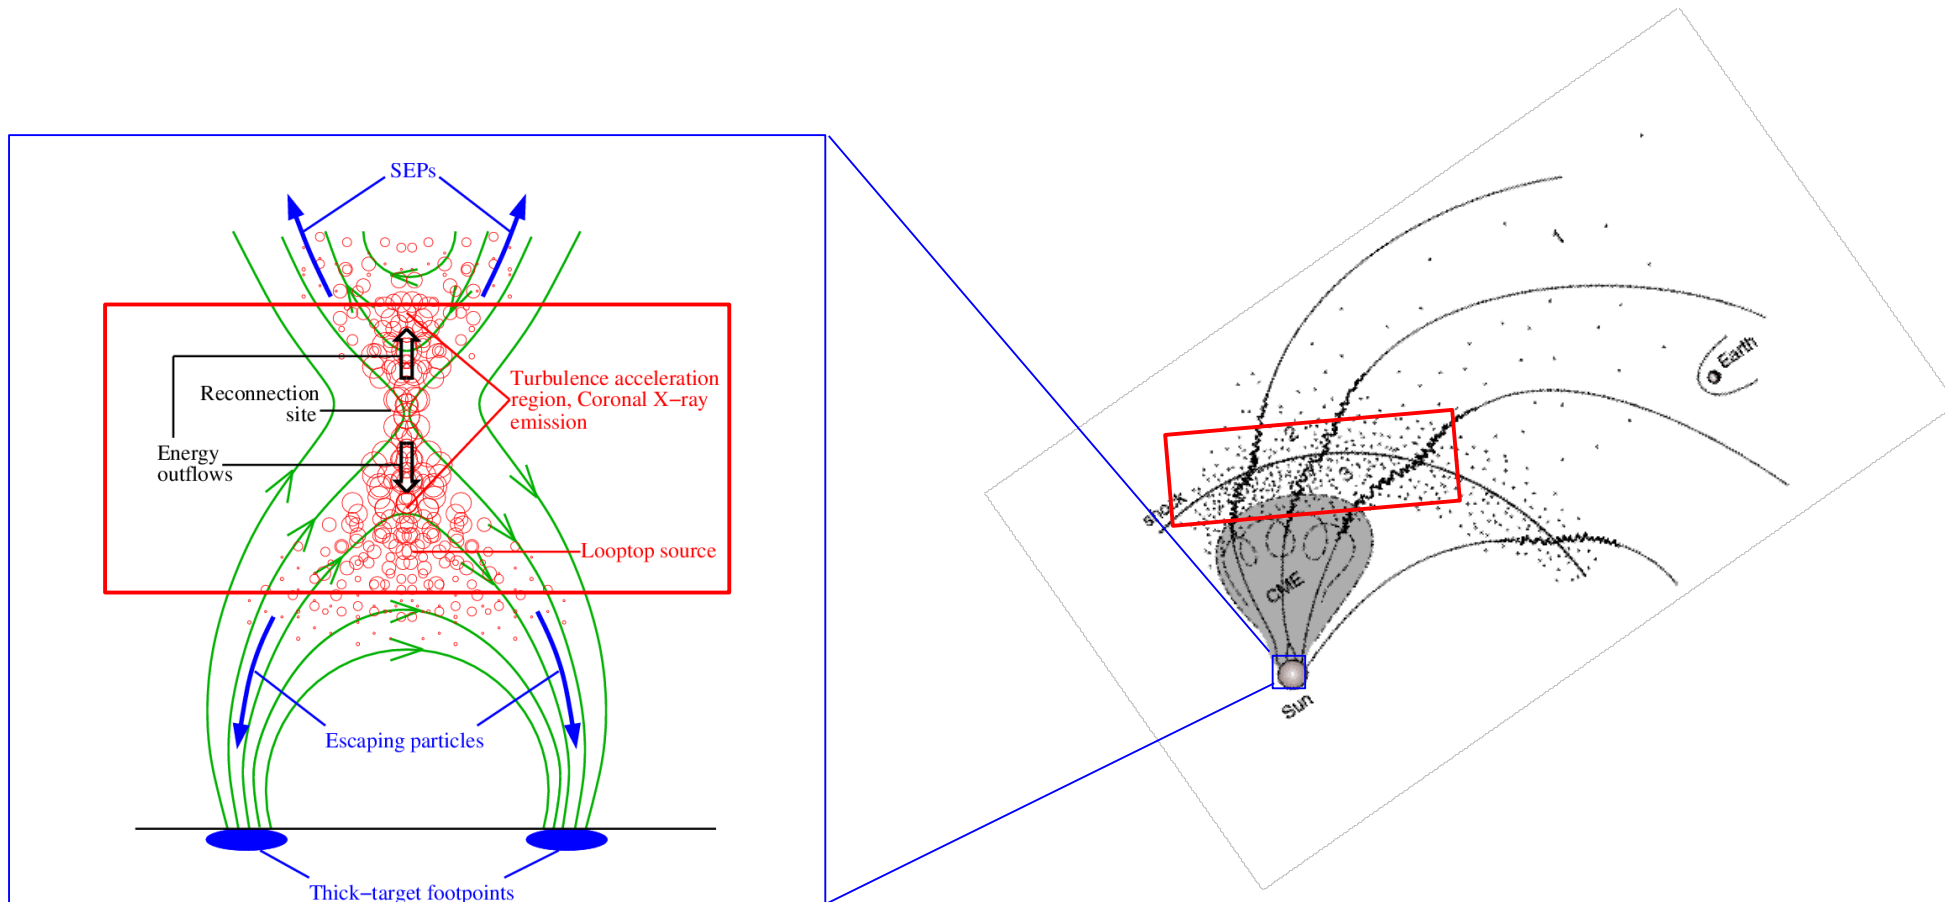 SEPs
Reconnection
site
Energy
outflows
Turbulence acceleration
region, Coronal X−ray
emission
Looptop source
Escaping particles
Thick−target footpoints
1
2
3
shock
CME
Sun
Earth